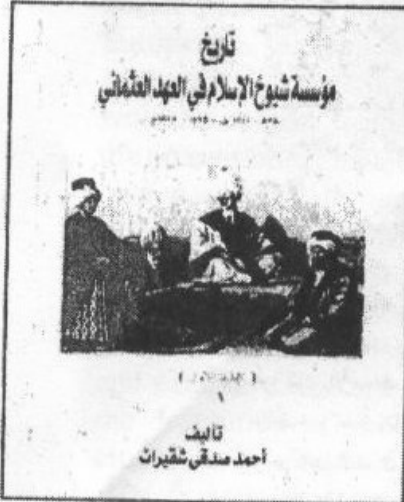 تاريخ
مؤسسة شيوخ الإسلام في العهد العثماني
١
تأليف
أحمد صدقي شقيرات